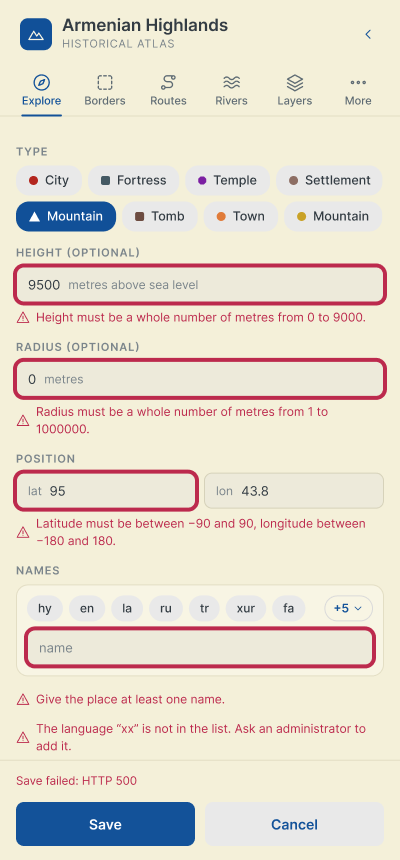 Armenian Highlands
HISTORICAL ATLAS
Explore Borders Routes Rivers Layers More
TYPE
City Fortress Temple Settlement
Mountain Tomb Town Mountain
HEIGHT (OPTIONAL)
9500 metres above sea level
Height must be a whole number of metres from 0 to 9000.
RADIUS (OPTIONAL)
0 metres
Radius must be a whole number of metres from 1 to
1000000.
POSITION
lat 95 lon 43.8
Latitude must be between −90 and 90, longitude between
−180 and 180.
NAMES
hy en la ru tr xur fa +5
name
Give the place at least one name.
The language “xx” is not in the list. Ask an administrator to
add it.
Save failed: HTTP 500
Save Cancel